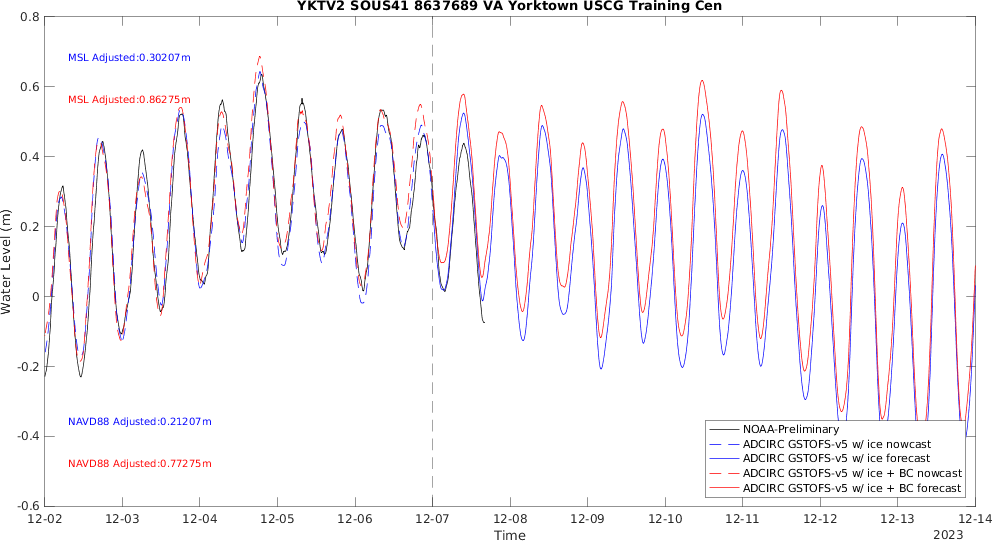 YKTV2 SOUS41 8637689 VA Yorktown USCG Training Cen
0.8
0.6
0.4
0.2
0
-0.2
-0.4
-0.6
Water Level (m)
MSL Adjusted:0.30207m
MSL Adjusted:0.86275m
NAVD88 Adjusted:0.21207m
NAVD88 Adjusted:0.77275m
NOAA-Preliminary
ADCIRC GSTOFS-v5 w/ ice nowcast
ADCIRC GSTOFS-v5 w/ ice forecast
ADCIRC GSTOFS-v5 w/ ice + BC nowcast
ADCIRC GSTOFS-v5 w/ ice + BC forecast
12-02 12-03 12-04 12-05 12-06 12-07 12-08 12-09 12-10 12-11 12-12 12-13 12-14
Time
2023